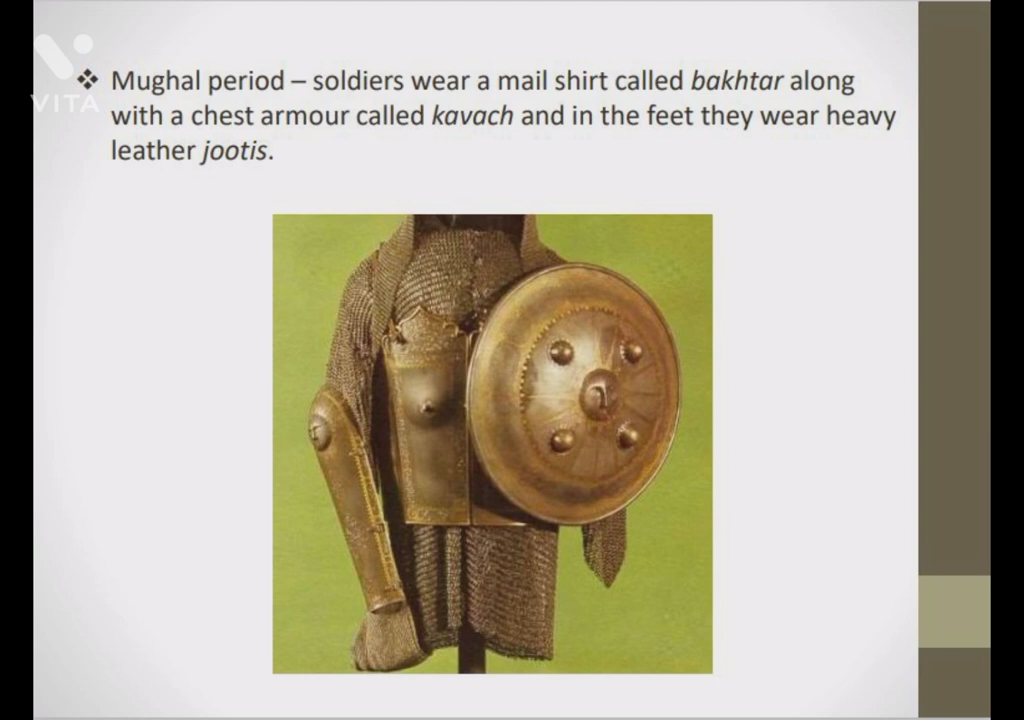 VITA
❖ Mughal period – soldiers wear a mail shirt called bakhtar along
with a chest armour called kavach and in the feet they wear heavy
leather jootis.